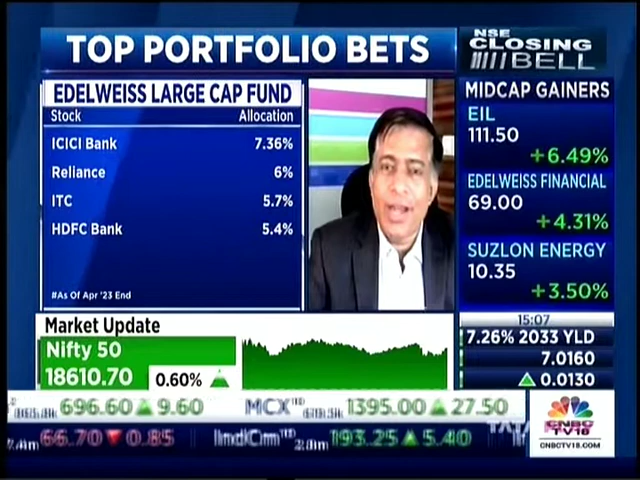 TOP PORTFOLIO BETS
NSE
CLOSING
BELL
EDELWEISS LARGE CAP FUND
Stock Allocation
ICICI Bank 7.36%
Reliance 6%
ITC 5.7%
HDFC Bank 5.4%
#As Of Apr '23 End
MIDCAP GAINERS
EIL
111.50
+6.49%
EDELWEISS FINANCIAL
69.00
+4.31%
SUZLON ENERGY
10.35
+3.50%
Market Update
Nifty 50
18610.70 0.60%
15:07
7.26% 2033 YLD
7.0160
0.0130
696.60 9.60 MCX 1395.00 27.50
66.70 0.85 193.25 5.40
CNBC
TV18
CNBCTV18.COM